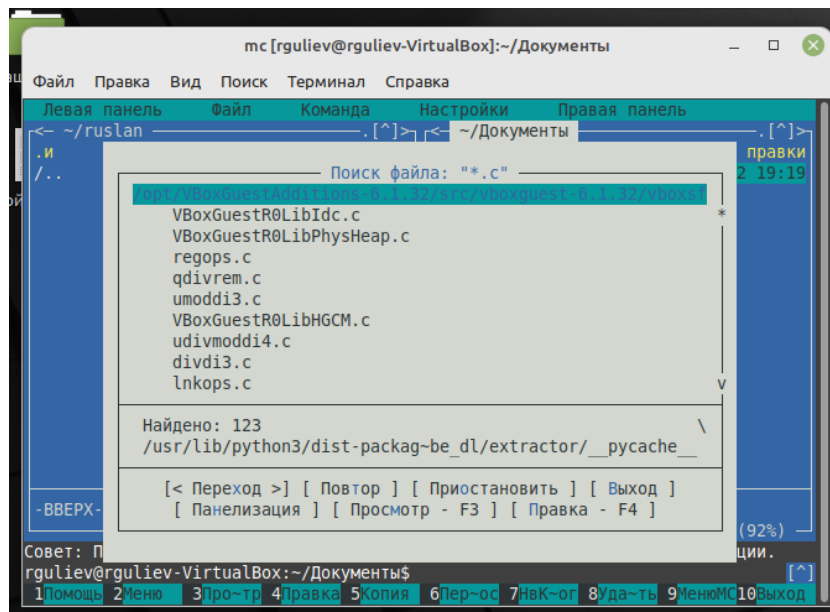 mc [rguliev@rguliev-VirtualBox]:~/Документы
Файл Правка Вид Поиск Терминал Справка
Левая панель Файл Команда Настройки Правая панель
<— ~/ruslan .[^]> <— ~/Документы .[^]>
.и правки
/.. 2 19:19
Поиск файла: "*.c"
/opt/VBoxGuestAdditions-6.1.32/src/vboxguest-6.1.32/vboxsf
VBoxGuestR0LibIdc.c
VBoxGuestR0LibPhysHeap.c
regops.c
qdivrem.c
umoddi3.c
VBoxGuestR0LibHGCM.c
udivmoddi4.c
divdi3.c
lnkops.c
Найдено: 123 \
/usr/lib/python3/dist-packag~be_dl/extractor/__pycache__
[< Переход >] [ Повтор ] [ Приостановить ] [ Выход ]
[ Панелизация ] [ Просмотр - F3 ] [ Правка - F4 ]
-ВВЕРХ-
(92%)
Совет: П ции.
rguliev@rguliev-VirtualBox:~/Документы$ [^]
1Помощь 2Меню 3Про~тр 4Правка 5Копия 6Пер~ос 7НвК~ог 8Уда~ть 9МенюМС 10Выход